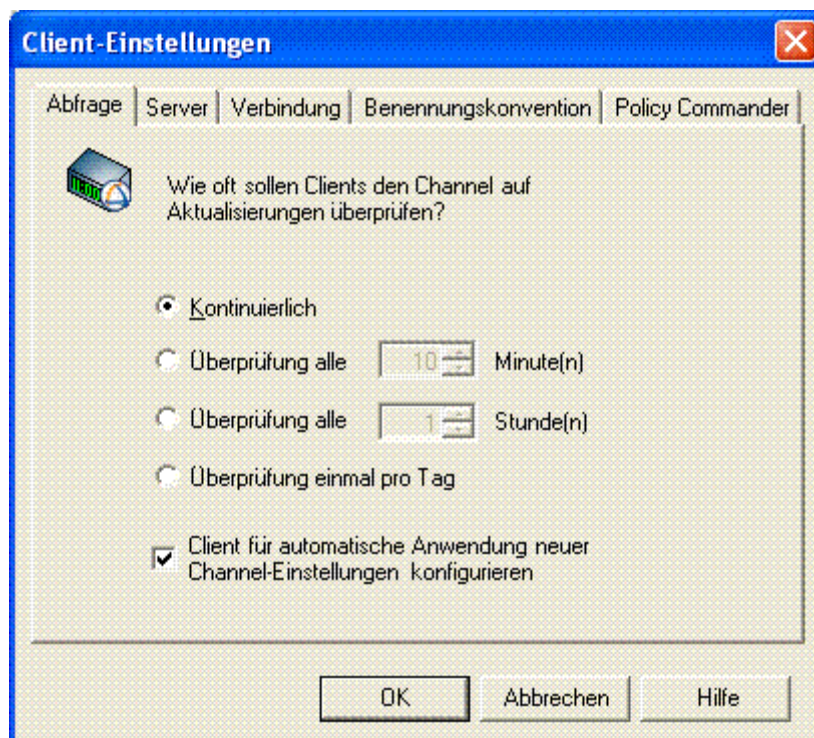 Client-Einstellungen
Abfrage Server Verbindung Benennungskonvention Policy Commander
Wie oft sollen Clients den Channel auf
Aktualisierungen überprüfen?
Kontinuierlich
Überprüfung alle 10 Minute(n)
Überprüfung alle 1 Stunde(n)
Überprüfung einmal pro Tag
Client für automatische Anwendung neuer
Channel-Einstellungen konfigurieren
OK Abbrechen Hilfe